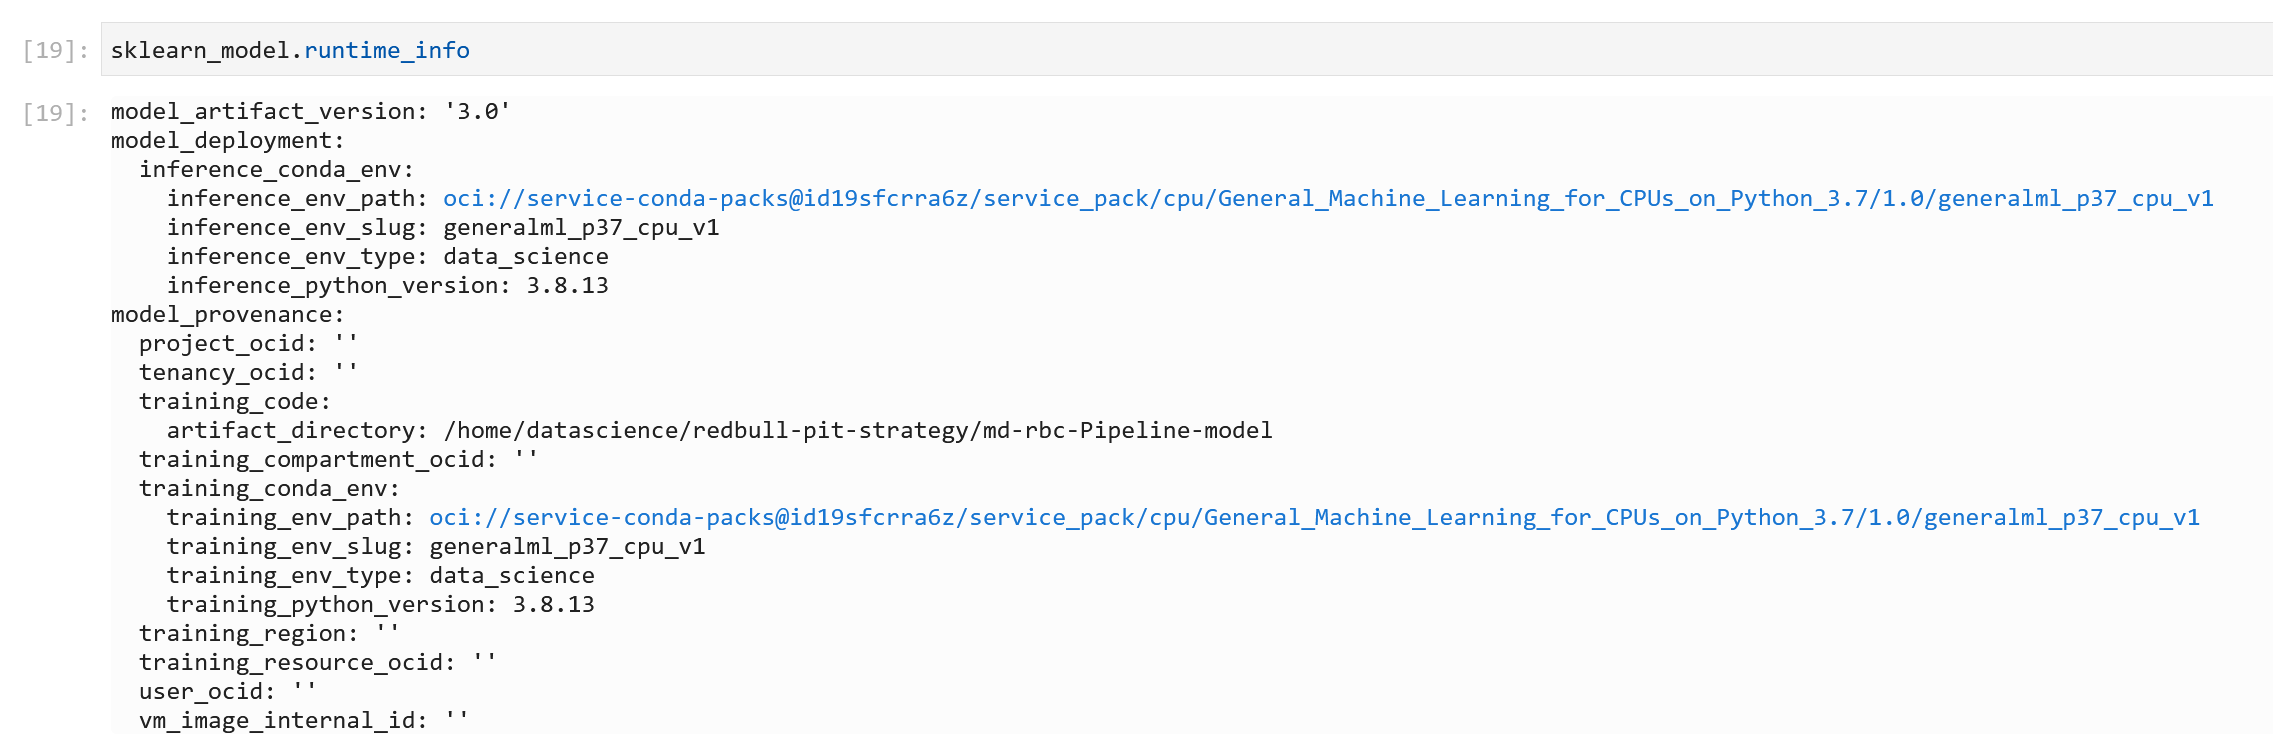 [19]: sklearn_model.runtime_info
[19]: model_artifact_version: '3.0'
model_deployment:
  inference_conda_env:
    inference_env_path: oci://service-conda-packs@id19sfcrra6z/service_pack/cpu/General_Machine_Learning_for_CPUs_on_Python_3.7/1.0/generalml_p37_cpu_v1
    inference_env_slug: generalml_p37_cpu_v1
    inference_env_type: data_science
    inference_python_version: 3.8.13
model_provenance:
  project_ocid: ''
  tenancy_ocid: ''
  training_code:
    artifact_directory: /home/datascience/redbull-pit-strategy/md-rbc-Pipeline-model
  training_compartment_ocid: ''
  training_conda_env:
    training_env_path: oci://service-conda-packs@id19sfcrra6z/service_pack/cpu/General_Machine_Learning_for_CPUs_on_Python_3.7/1.0/generalml_p37_cpu_v1
    training_env_slug: generalml_p37_cpu_v1
    training_env_type: data_science
    training_python_version: 3.8.13
  training_region: ''
  training_resource_ocid: ''
  user_ocid: ''
  vm_image_internal_id: ''